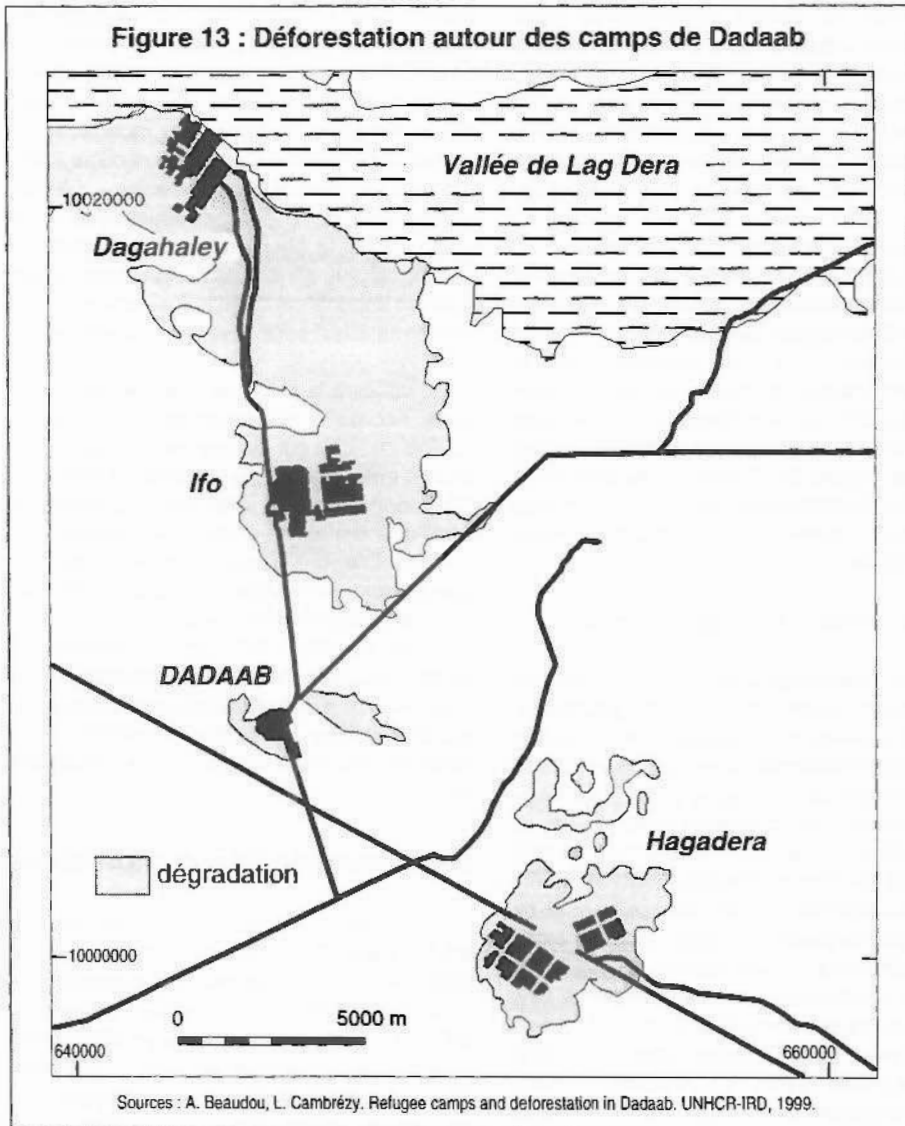 Figure 13 : Déforestation autour des camps de Dadaab
Vallée de Lag Dera
10020000
Dagahaley
Ifo
DADAAB
Hagadera
dégradation
10000000
0 5000 m
640000
660000
Sources : A. Beaudou, L. Cambrézy. Refugee camps and deforestation in Dadaab. UNHCR-IRD, 1999.